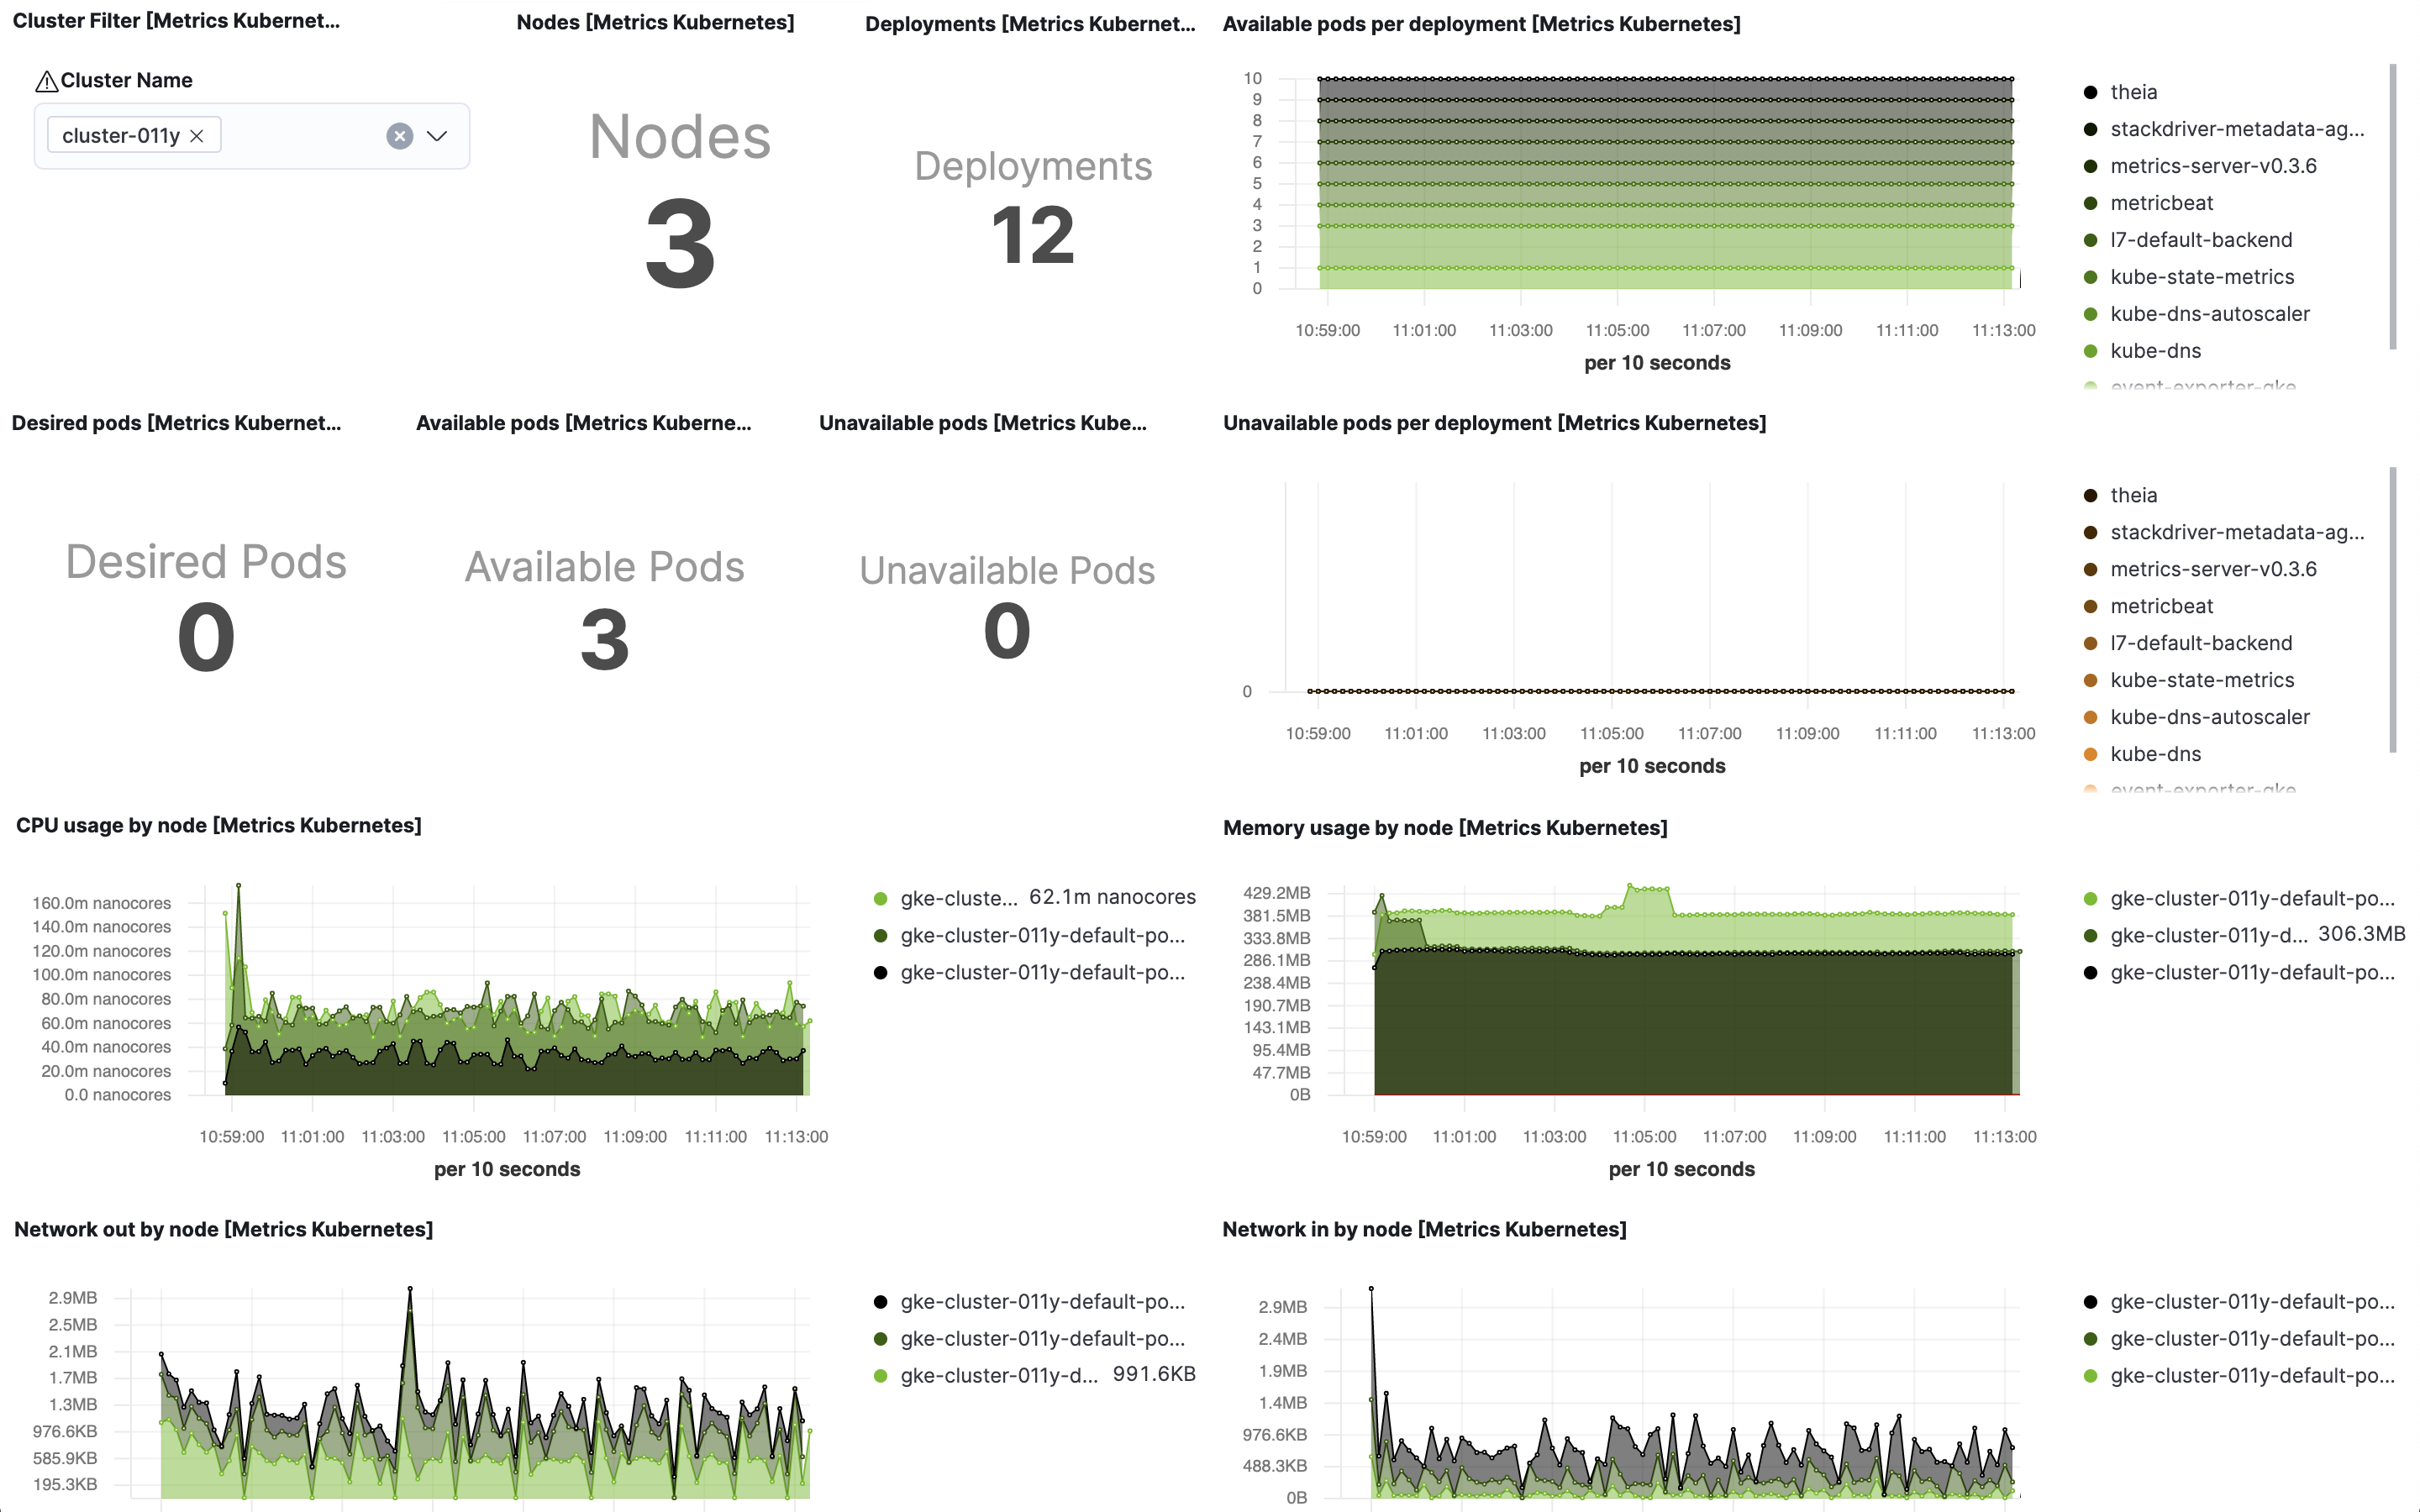 Cluster Filter [Metrics Kubernet...
Cluster Name
cluster-011y
Nodes [Metrics Kubernetes]
Nodes
3
Deployments [Metrics Kubernet...
Deployments
12
Available pods per deployment [Metrics Kubernetes]
10
9
8
7
6
5
4
3
2
1
0
10:59:00 11:01:00 11:03:00 11:05:00 11:07:00 11:09:00 11:11:00 11:13:00
per 10 seconds
theia
stackdriver-metadata-ag...
metrics-server-v0.3.6
metricbeat
l7-default-backend
kube-state-metrics
kube-dns-autoscaler
kube-dns
event-exporter-gke
Desired pods [Metrics Kubernet...
Desired Pods
0
Available pods [Metrics Kuberne...
Available Pods
3
Unavailable pods [Metrics Kube...
Unavailable Pods
0
Unavailable pods per deployment [Metrics Kubernetes]
0
10:59:00 11:01:00 11:03:00 11:05:00 11:07:00 11:09:00 11:11:00 11:13:00
per 10 seconds
theia
stackdriver-metadata-ag...
metrics-server-v0.3.6
metricbeat
l7-default-backend
kube-state-metrics
kube-dns-autoscaler
kube-dns
event-exporter-gke
CPU usage by node [Metrics Kubernetes]
160.0m nanocores
140.0m nanocores
120.0m nanocores
100.0m nanocores
80.0m nanocores
60.0m nanocores
40.0m nanocores
20.0m nanocores
0.0 nanocores
10:59:00 11:01:00 11:03:00 11:05:00 11:07:00 11:09:00 11:11:00 11:13:00
per 10 seconds
gke-cluste... 62.1m nanocores
gke-cluster-011y-default-po...
gke-cluster-011y-default-po...
Memory usage by node [Metrics Kubernetes]
429.2MB
381.5MB
333.8MB
286.1MB
238.4MB
190.7MB
143.1MB
95.4MB
47.7MB
0B
10:59:00 11:01:00 11:03:00 11:05:00 11:07:00 11:09:00 11:11:00 11:13:00
per 10 seconds
gke-cluster-011y-default-po...
gke-cluster-011y-d... 306.3MB
gke-cluster-011y-default-po...
Network out by node [Metrics Kubernetes]
2.9MB
2.5MB
2.1MB
1.7MB
1.3MB
976.6KB
585.9KB
195.3KB
gke-cluster-011y-default-po...
gke-cluster-011y-default-po...
gke-cluster-011y-d... 991.6KB
Network in by node [Metrics Kubernetes]
2.9MB
2.4MB
1.9MB
1.4MB
976.6KB
488.3KB
0B
gke-cluster-011y-default-po...
gke-cluster-011y-default-po...
gke-cluster-011y-default-po...